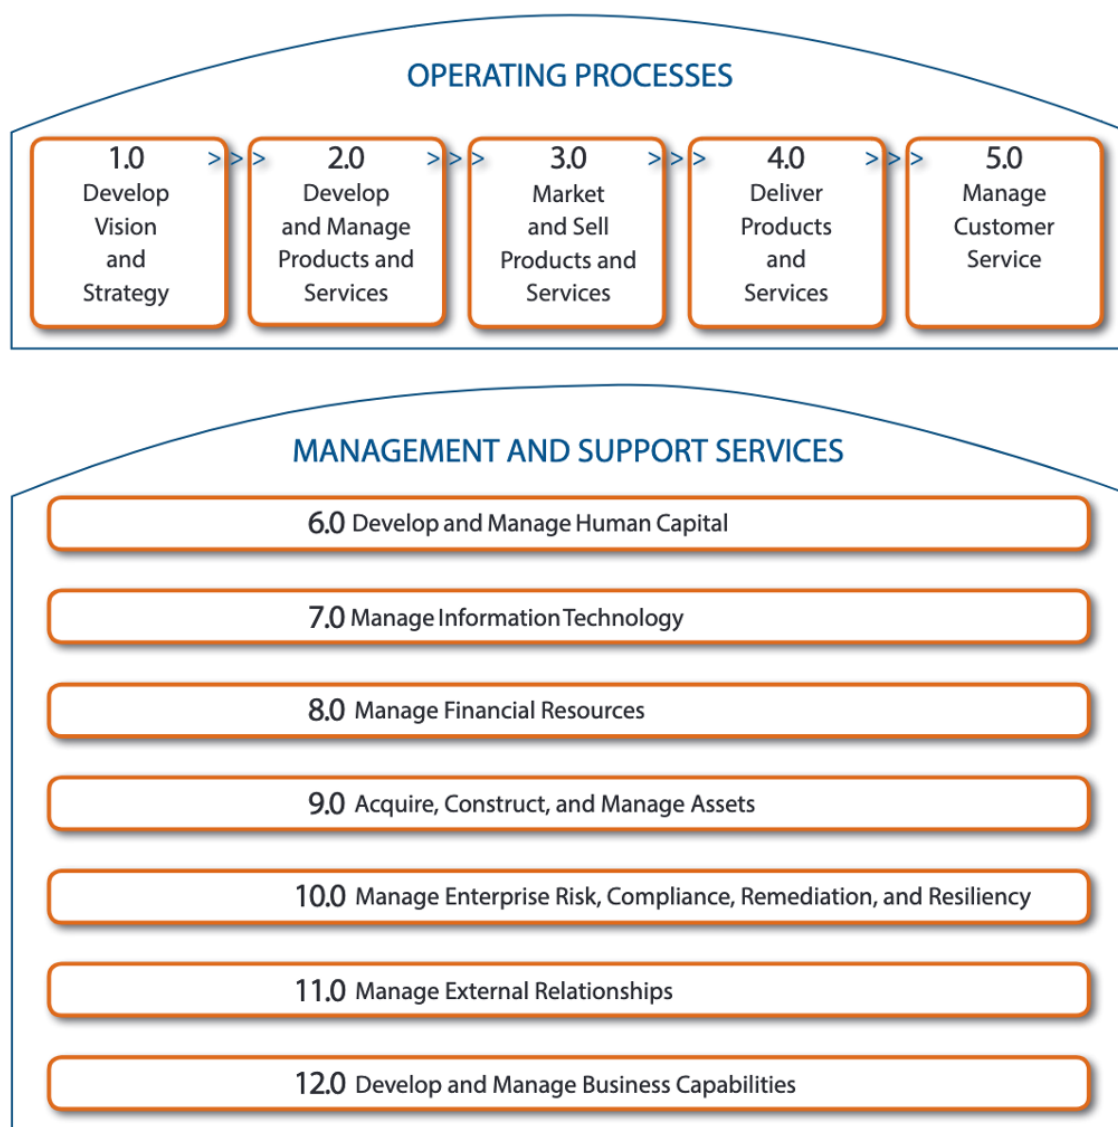 OPERATING PROCESSES
1.0 >>>
Develop
Vision
and
Strategy
2.0 >>>
Develop
and Manage
Products and
Services
3.0 >>>
Market
and Sell
Products and
Services
4.0 >>>
Deliver
Products
and
Services
5.0
Manage
Customer
Service
MANAGEMENT AND SUPPORT SERVICES
6.0 Develop and Manage Human Capital
7.0 Manage Information Technology
8.0 Manage Financial Resources
9.0 Acquire, Construct, and Manage Assets
10.0 Manage Enterprise Risk, Compliance, Remediation, and Resiliency
11.0 Manage External Relationships
12.0 Develop and Manage Business Capabilities